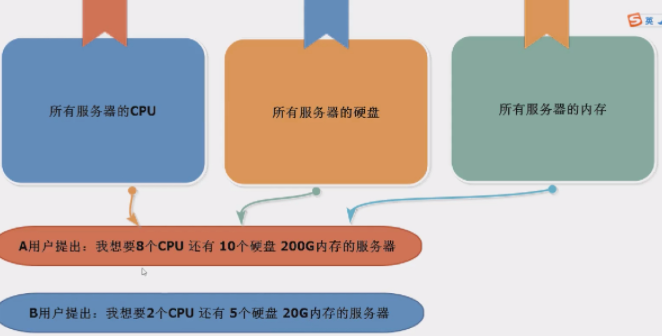 英
所有服务器的CPU
所有服务器的硬盘
所有服务器的内存
A用户提出：我想要8个CPU 还有 10个硬盘 200G内存的服务器
B用户提出：我想要2个CPU 还有 5个硬盘 20G内存的服务器